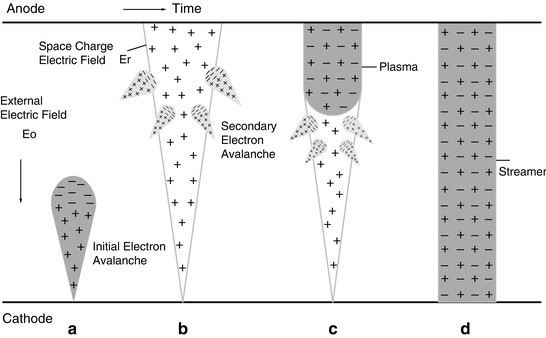 Anode
Time
Space Charge
Electric Field Er
Plasma
External
Electric Field
Eo
Secondary
Electron
Avalanche
Streamer
Initial Electron
Avalanche
Cathode
a b c d